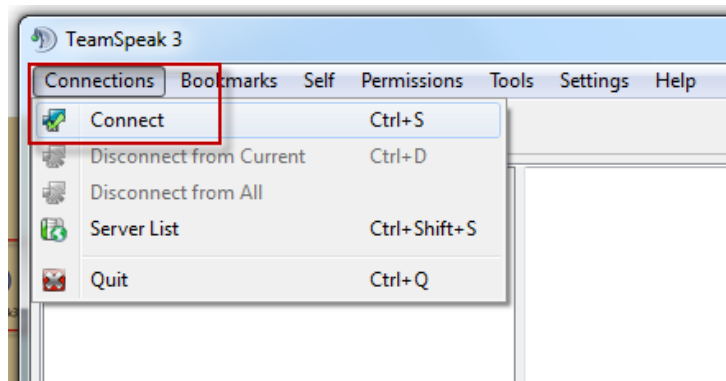 TeamSpeak 3
Connections Bookmarks Self Permissions Tools Settings Help
Connect Ctrl+S
Disconnect from Current Ctrl+D
Disconnect from All
Server List Ctrl+Shift+S
Quit Ctrl+Q